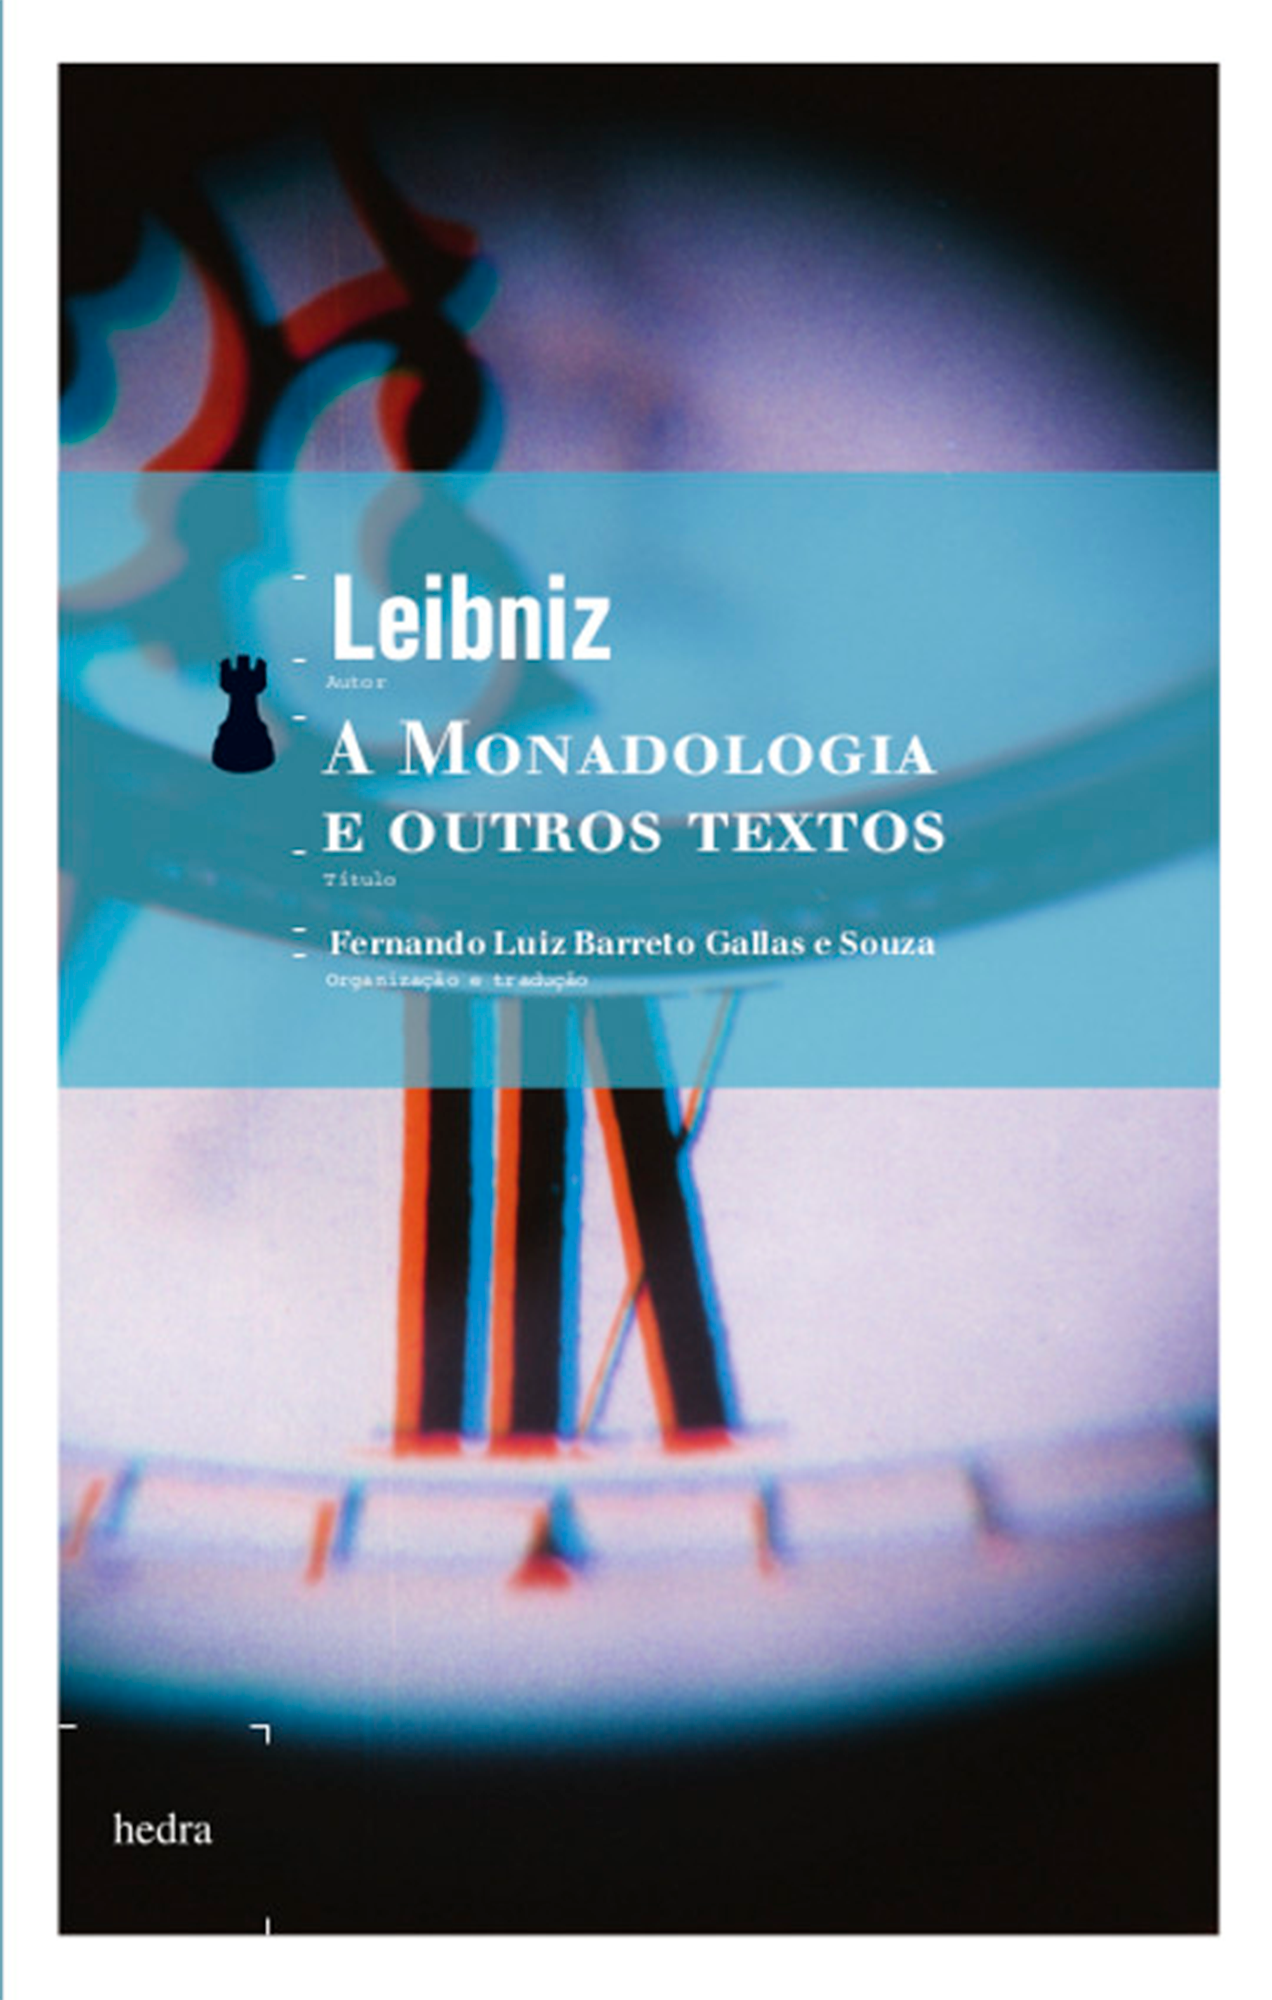 Leibniz
Autor
A Monadologia
e outros textos
Título
Fernando Luiz Barreto Gallas e Souza
Organização e tradução
hedra